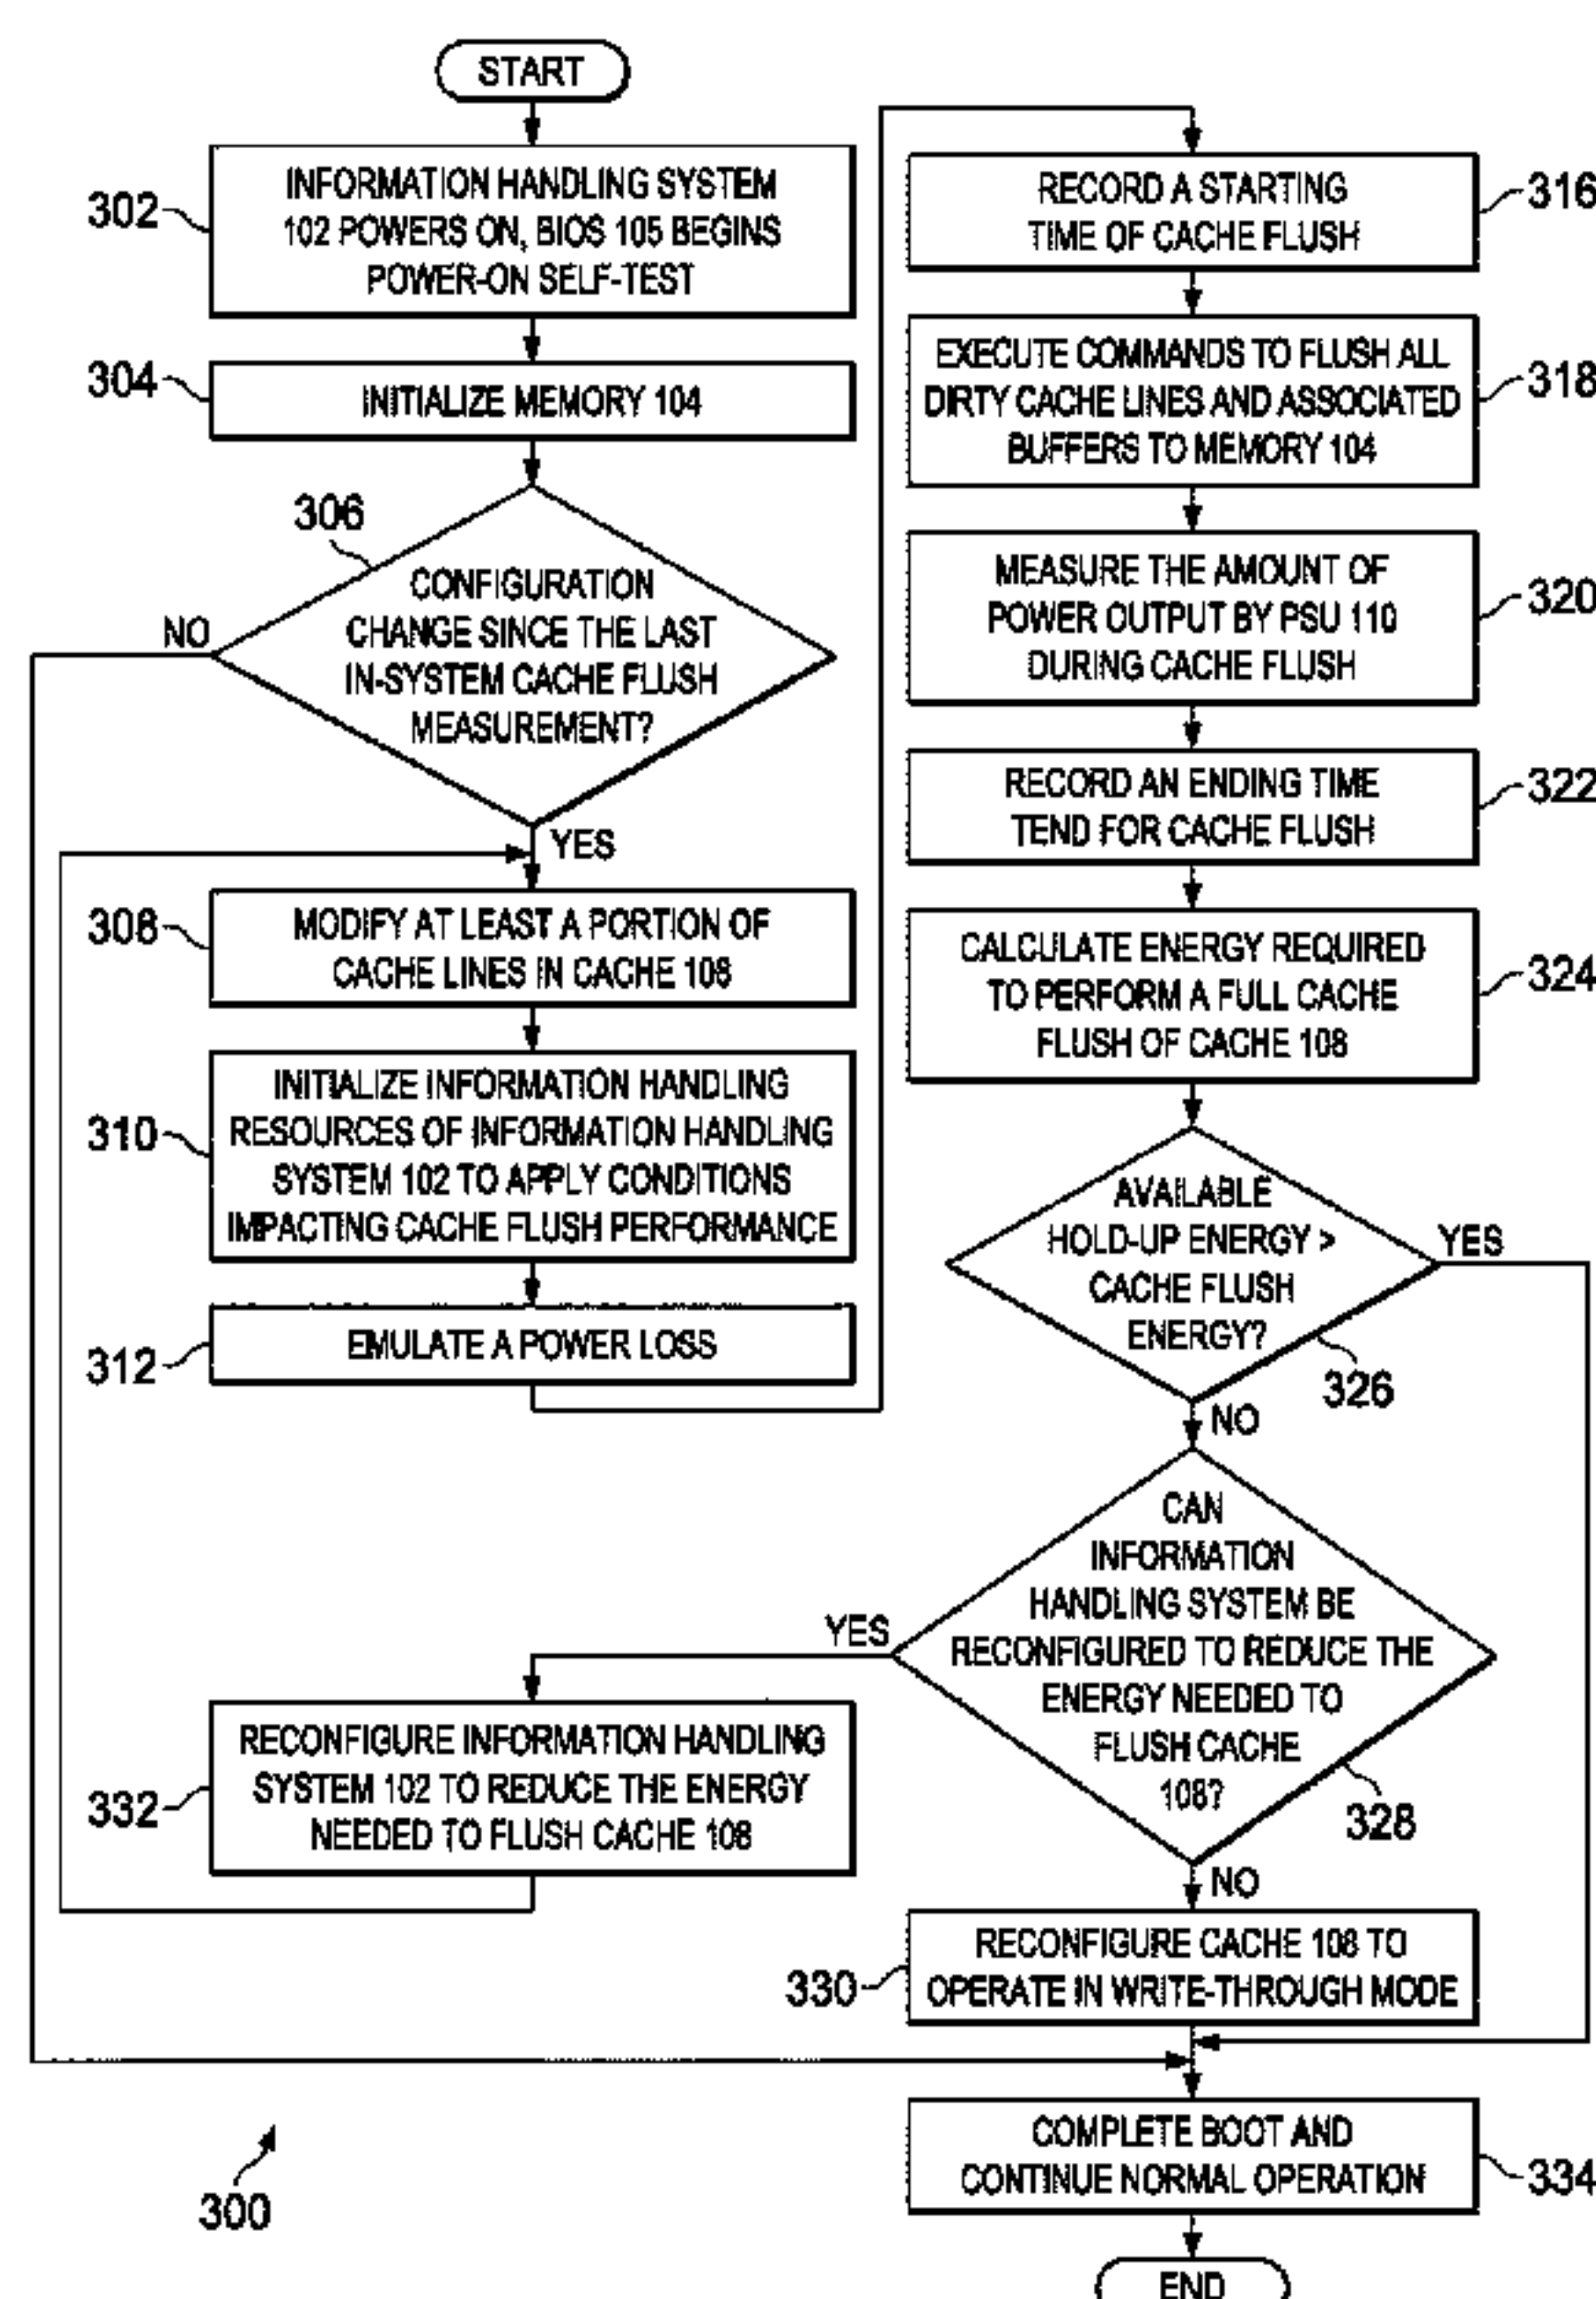 START
302
INFORMATION HANDLING SYSTEM
102 POWERS ON, BIOS 105 BEGINS
POWER-ON SELF-TEST
304
INITIALIZE MEMORY 104
306
CONFIGURATION
CHANGE SINCE THE LAST
IN-SYSTEM CACHE FLUSH
MEASUREMENT?
NO
YES
308
MODIFY AT LEAST A PORTION OF
CACHE LINES IN CACHE 108
310
INITIALIZE INFORMATION HANDLING
RESOURCES OF INFORMATION HANDLING
SYSTEM 102 TO APPLY CONDITIONS
IMPACTING CACHE FLUSH PERFORMANCE
312
EMULATE A POWER LOSS
RECORD A STARTING
TIME OF CACHE FLUSH
316
EXECUTE COMMANDS TO FLUSH ALL
DIRTY CACHE LINES AND ASSOCIATED
BUFFERS TO MEMORY 104
318
MEASURE THE AMOUNT OF
POWER OUTPUT BY PSU 110
DURING CACHE FLUSH
320
RECORD AN ENDING TIME
TEND FOR CACHE FLUSH
322
CALCULATE ENERGY REQUIRED
TO PERFORM A FULL CACHE
FLUSH OF CACHE 108
324
AVAILABLE
HOLD-UP ENERGY >
CACHE FLUSH
ENERGY?
YES
326
NO
CAN
INFORMATION
HANDLING SYSTEM BE
RECONFIGURED TO REDUCE THE
ENERGY NEEDED TO
FLUSH CACHE
108?
YES
328
NO
332
RECONFIGURE INFORMATION HANDLING
SYSTEM 102 TO REDUCE THE ENERGY
NEEDED TO FLUSH CACHE 108
330
RECONFIGURE CACHE 108 TO
OPERATE IN WRITE-THROUGH MODE
COMPLETE BOOT AND
CONTINUE NORMAL OPERATION
334
300
END